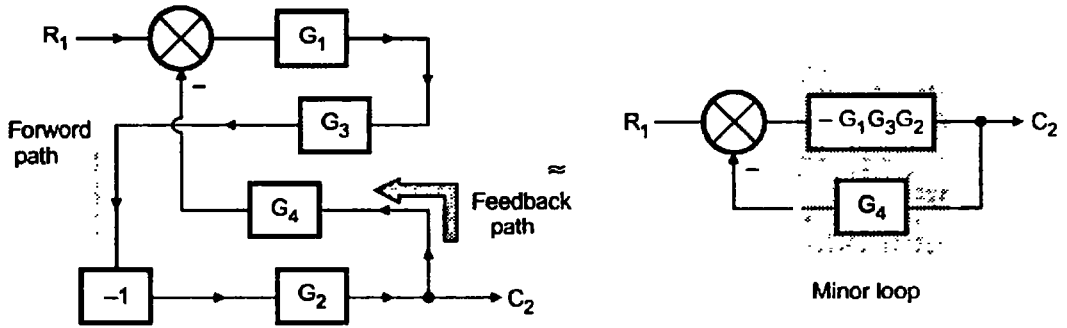 R₁
G₁
–
G₃
Forword
path
G₄
Feedback
path
–1
G₂
C₂
≈
R₁
– G₁G₃G₂
C₂
–
G₄
Minor loop